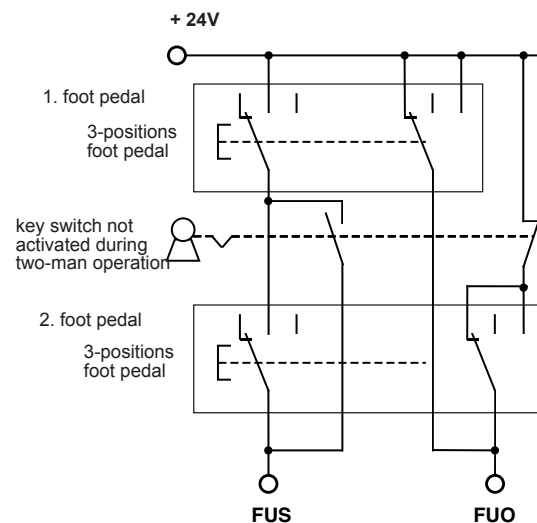 + 24V
1. foot pedal
3-positions
foot pedal
key switch not
activated during
two-man operation
2. foot pedal
3-positions
foot pedal
FUS
FUO